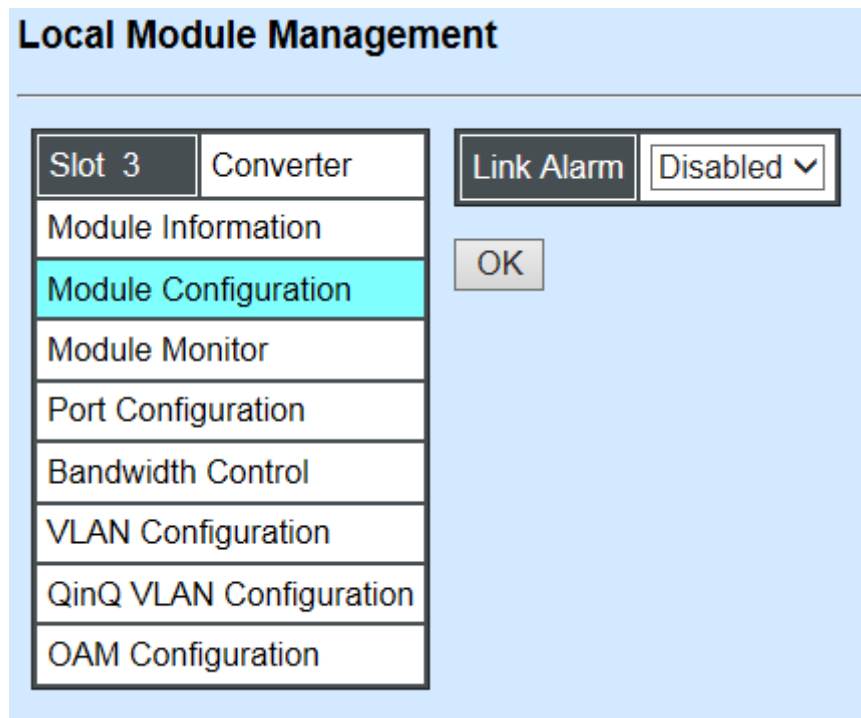 Local Module Management
Slot 3 Converter
Module Information
Module Configuration
Module Monitor
Port Configuration
Bandwidth Control
VLAN Configuration
QinQ VLAN Configuration
OAM Configuration
Link Alarm Disabled
OK